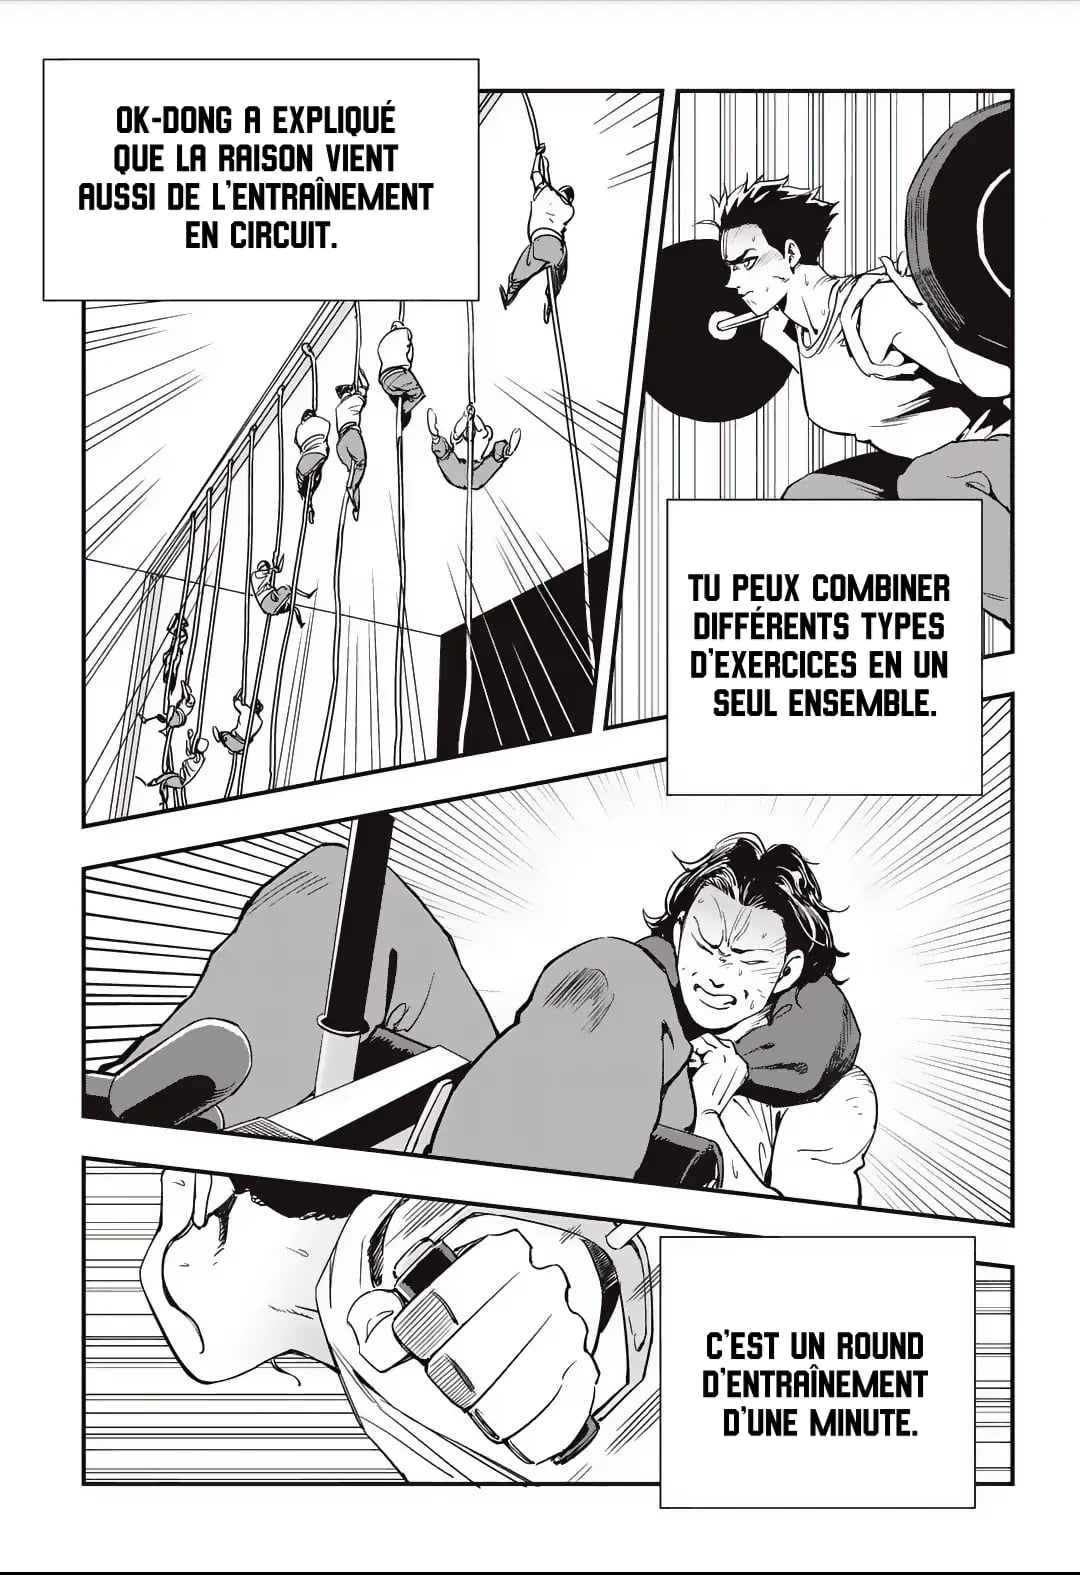 OK-DONG A EXPLIQUÉ
QUE LA RAISON VIENT
AUSSI DE L'ENTRAÎNEMENT
EN CIRCUIT.
TU PEUX COMBINER
DIFFÉRENTS TYPES
D'EXERCICES EN UN
SEUL ENSEMBLE.
C'EST UN ROUND
D'ENTRAÎNEMENT
D'UNE MINUTE.